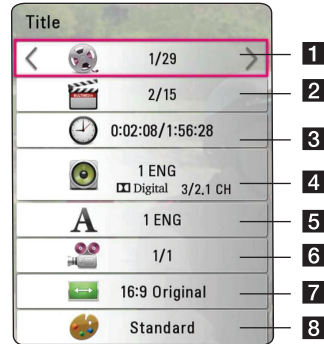 Title
1/29
1
MULTIMEDIA
2/15
2
0:02:08/1:56:28
3
1 ENG
Digital 3/2.1 CH
4
A
1 ENG
5
1/1
6
16:9 Original
7
Standard
8